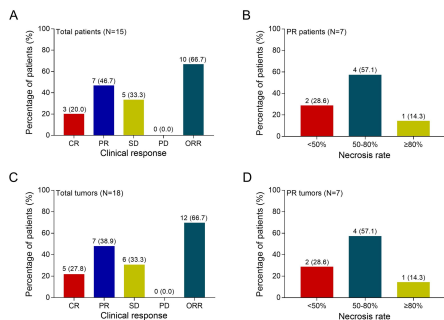 A
Total patients (N=15)
Percentage of patients (%)
100
80
60
40
20
0
3 (20.0)
7 (46.7)
5 (33.3)
0 (0.0)
10 (66.7)
CR
PR
SD
PD
ORR
Clinical response
B
PR patients (N=7)
Percentage of patients (%)
100
80
60
40
20
0
2 (28.6)
4 (57.1)
1 (14.3)
<50%
50-80%
≥80%
Necrosis rate
C
Total tumors (N=18)
Percentage of patients (%)
100
80
60
40
20
0
5 (27.8)
7 (38.9)
6 (33.3)
0 (0.0)
12 (66.7)
CR
PR
SD
PD
ORR
Clinical response
D
PR tumors (N=7)
Percentage of patients (%)
100
80
60
40
20
0
2 (28.6)
4 (57.1)
1 (14.3)
<50%
50-80%
≥80%
Necrosis rate